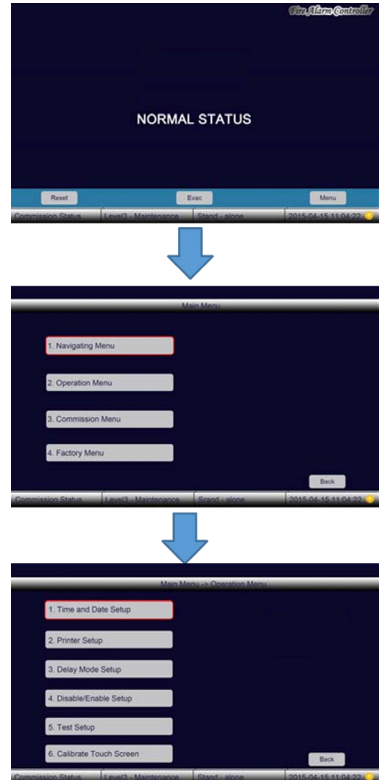 Fire Alarm Controller
NORMAL STATUS
Reset Evac Menu
Commission Status Level3 - Maintenance Stand - alone 2015-04-15 11:04:22
Main Menu
1. Navigating Menu
2. Operation Menu
3. Commission Menu
4. Factory Menu
Back
Commission Status Level3 - Maintenance Stand - alone 2015-04-15 11:04:22
Main Menu -> Operation Menu
1. Time and Date Setup
2. Printer Setup
3. Delay Mode Setup
4. Disable/Enable Setup
5. Test Setup
6. Calibrate Touch Screen
Back
Commission Status Level3 - Maintenance Stand - alone 2015-04-15 11:04:22